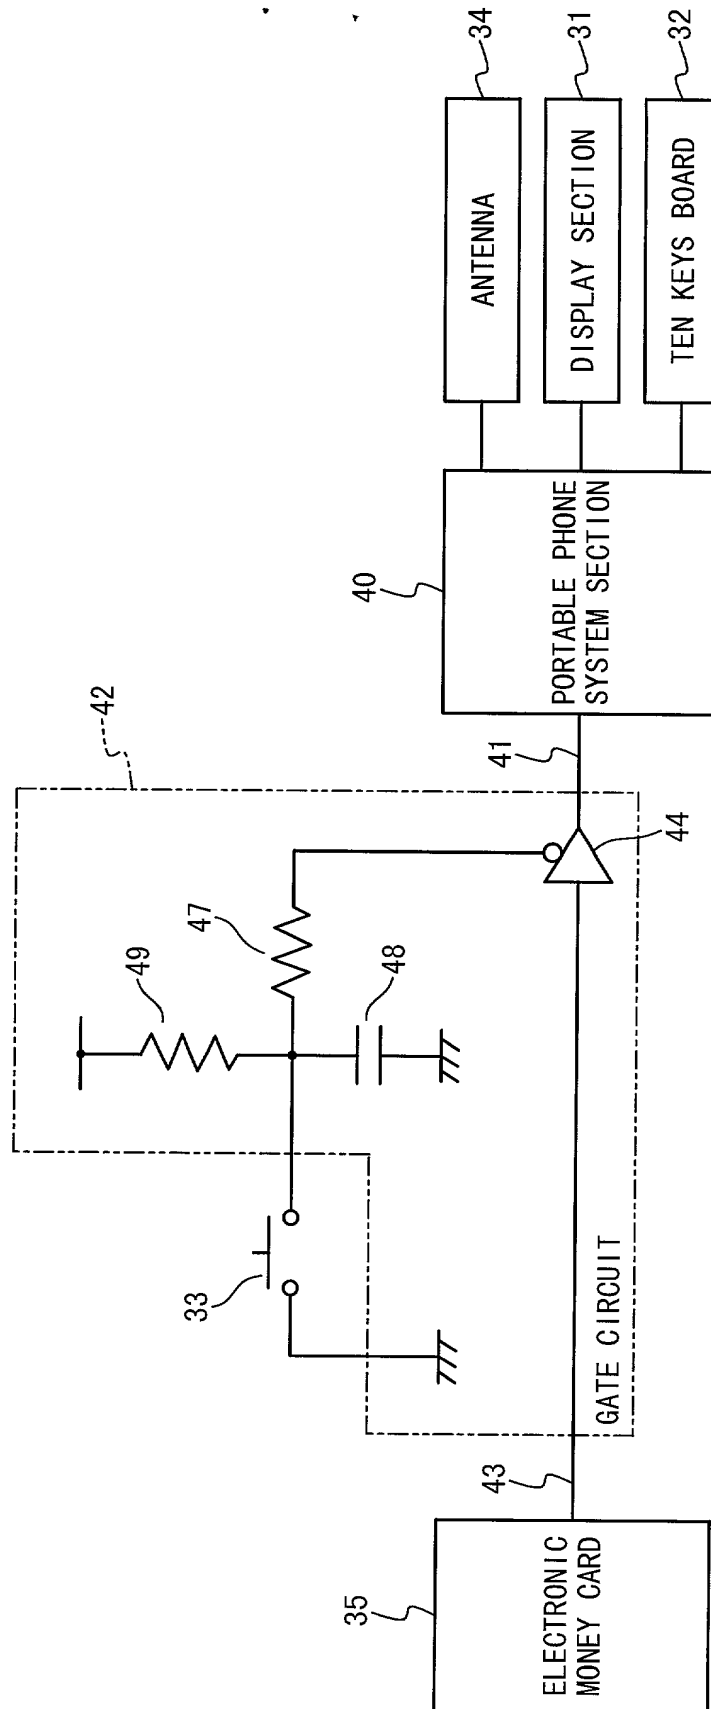 34
ANTENNA
31
DISPLAY SECTION
32
TEN KEYS BOARD
40
PORTABLE PHONE
SYSTEM SECTION
41
42
44
47
49
48
33
GATE CIRCUIT
43
35
ELECTRONIC
MONEY CARD